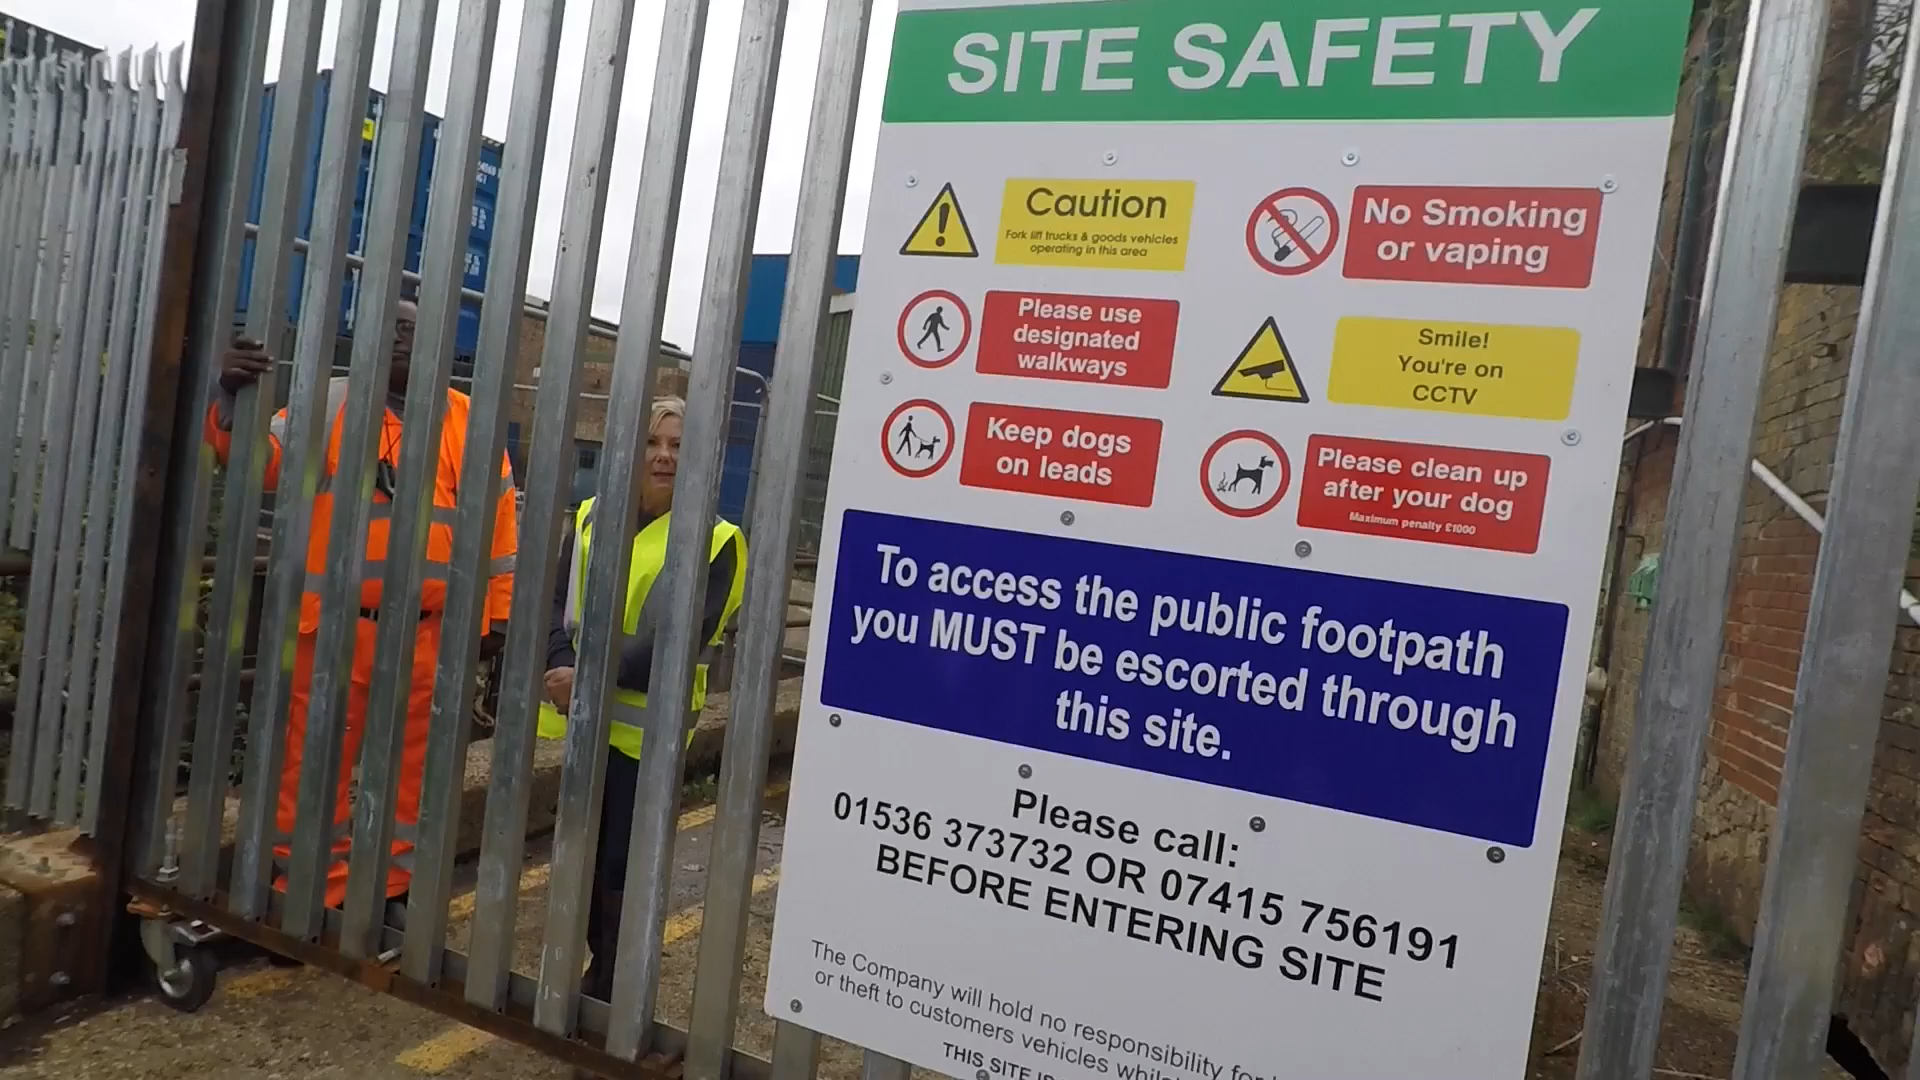 SITE SAFETY
Caution
Fork lift trucks & goods vehicles
operating in this area
No Smoking
or vaping
Please use
designated
walkways
Smile!
You're on
CCTV
Keep dogs
on leads
Please clean up
after your dog
Maximum penalty £1000
To access the public footpath
you MUST be escorted through
this site.
Please call:
01536 373732 OR 07415 756191
BEFORE ENTERING SITE
The Company will hold no responsibility for
or theft to customers vehicles whilst
THIS SITE IS